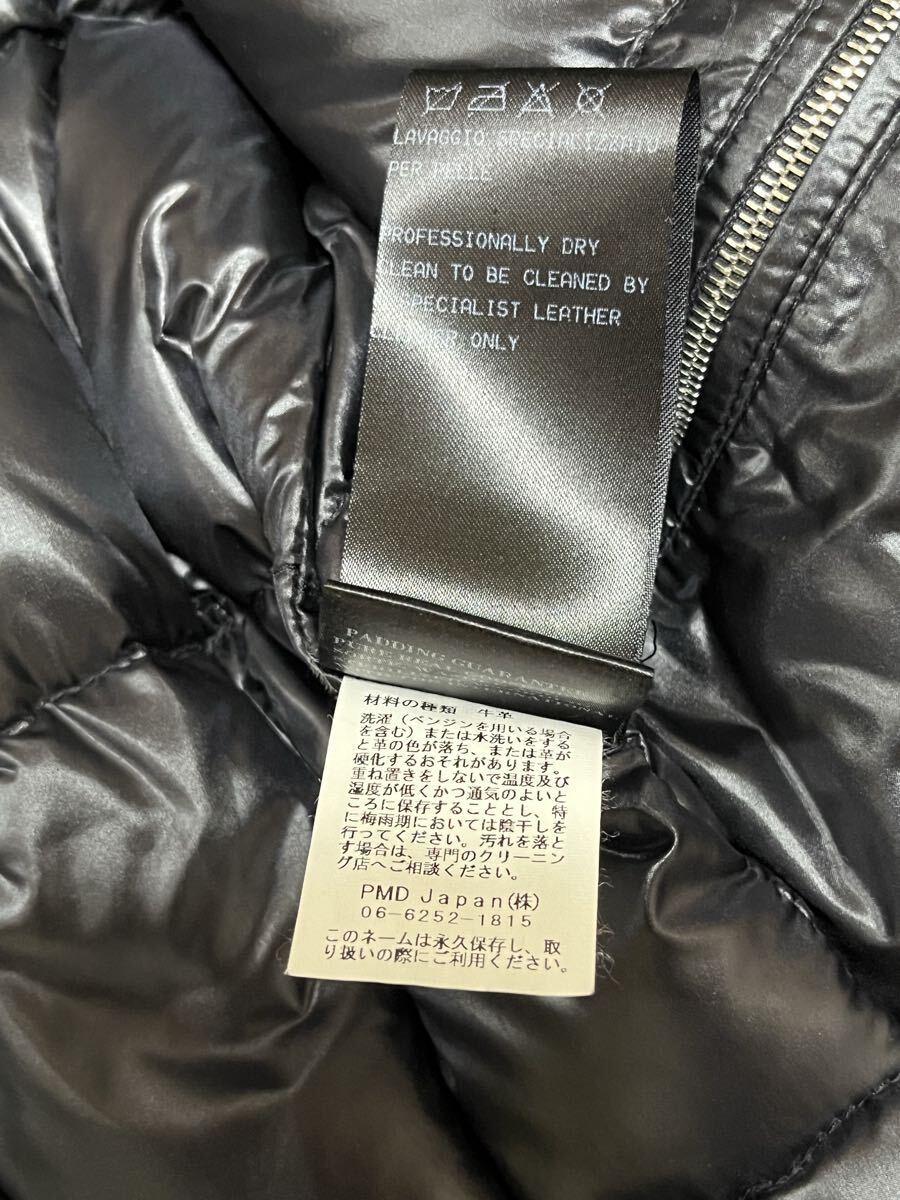 LAVAGGIO SPECIALIZZATO
PER PELLE
PROFESSIONALLY DRY
CLEAN TO BE CLEANED BY
SPECIALIST LEATHER
ONLY
PADDING GUARANTEE
材料の種類 牛革
洗濯(ベンジンを用いる場合
を含む)または水洗いをする
と革の色が落ち、または革が
硬化するおそれがあります。
重ね置きをしないで温度及び
湿度が低くかつ通気のよいと
ころに保存することとし、特
に梅雨期においては陰干しを
行ってください。汚れを落と
す場合は、専門のクリーニン
グ店へご相談ください。
PMD Japan(株)
06-6252-1815
このネームは永久保存し、取
り扱いの際にご利用ください。